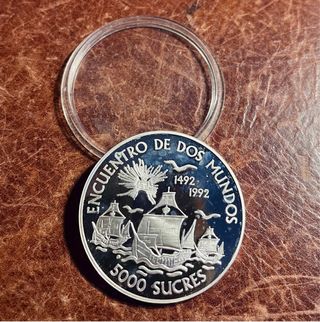 ENCUENTRO DE DOS MUNDOS
1492
1992
5000 SUCRES